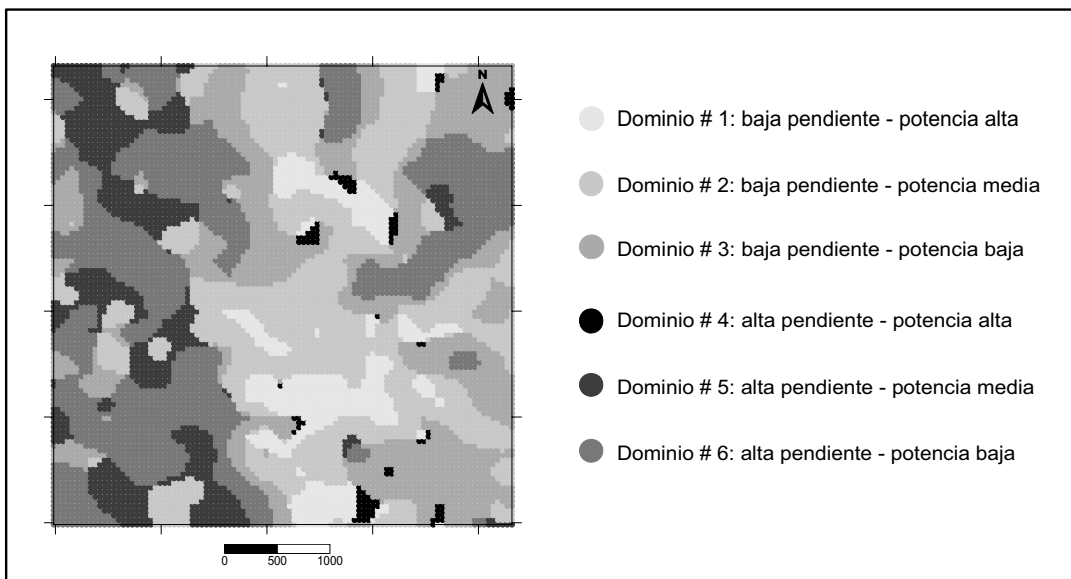 N
Dominio # 1: baja pendiente - potencia alta
Dominio # 2: baja pendiente - potencia media
Dominio # 3: baja pendiente - potencia baja
Dominio # 4: alta pendiente - potencia alta
Dominio # 5: alta pendiente - potencia media
Dominio # 6: alta pendiente - potencia baja
0 500 1000